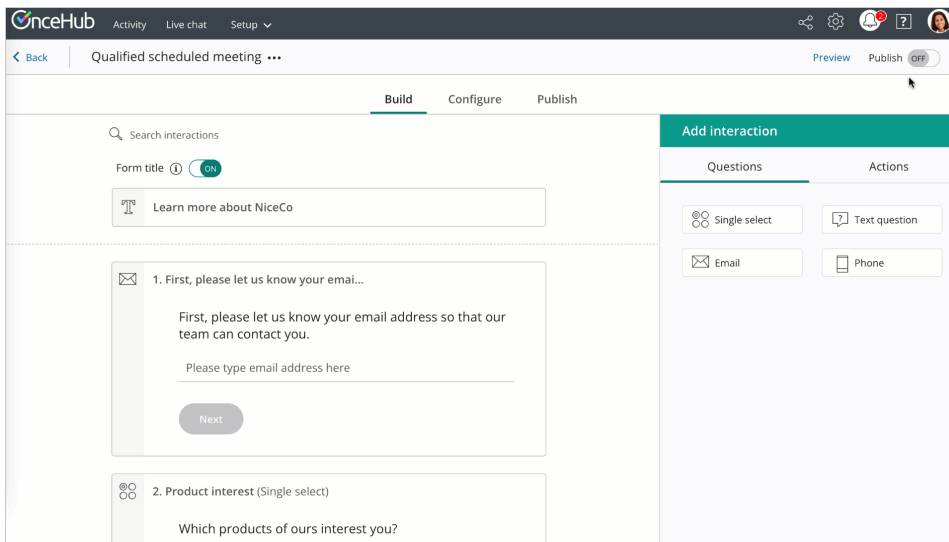 OnceHub Activity Live chat Setup 2 ?
Back Qualified scheduled meeting ••• Preview Publish OFF
Build Configure Publish
Search interactions
Form title i ON
T Learn more about NiceCo
1. First, please let us know your emai...
First, please let us know your email address so that our
team can contact you.
Please type email address here
Next
2. Product interest (Single select)
Which products of ours interest you?
Add interaction
Questions Actions
Single select ? Text question
Email Phone